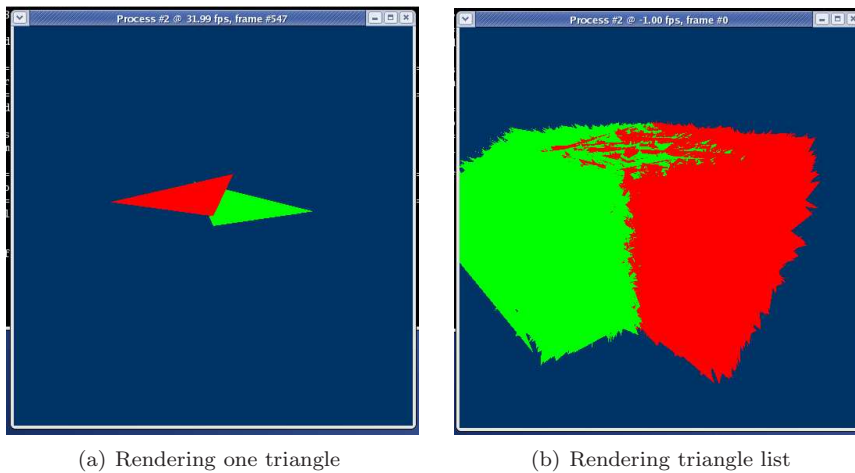 Process #2 @ 31.99 fps, frame #547
Process #2 @ -1.00 fps, frame #0
(a) Rendering one triangle
(b) Rendering triangle list